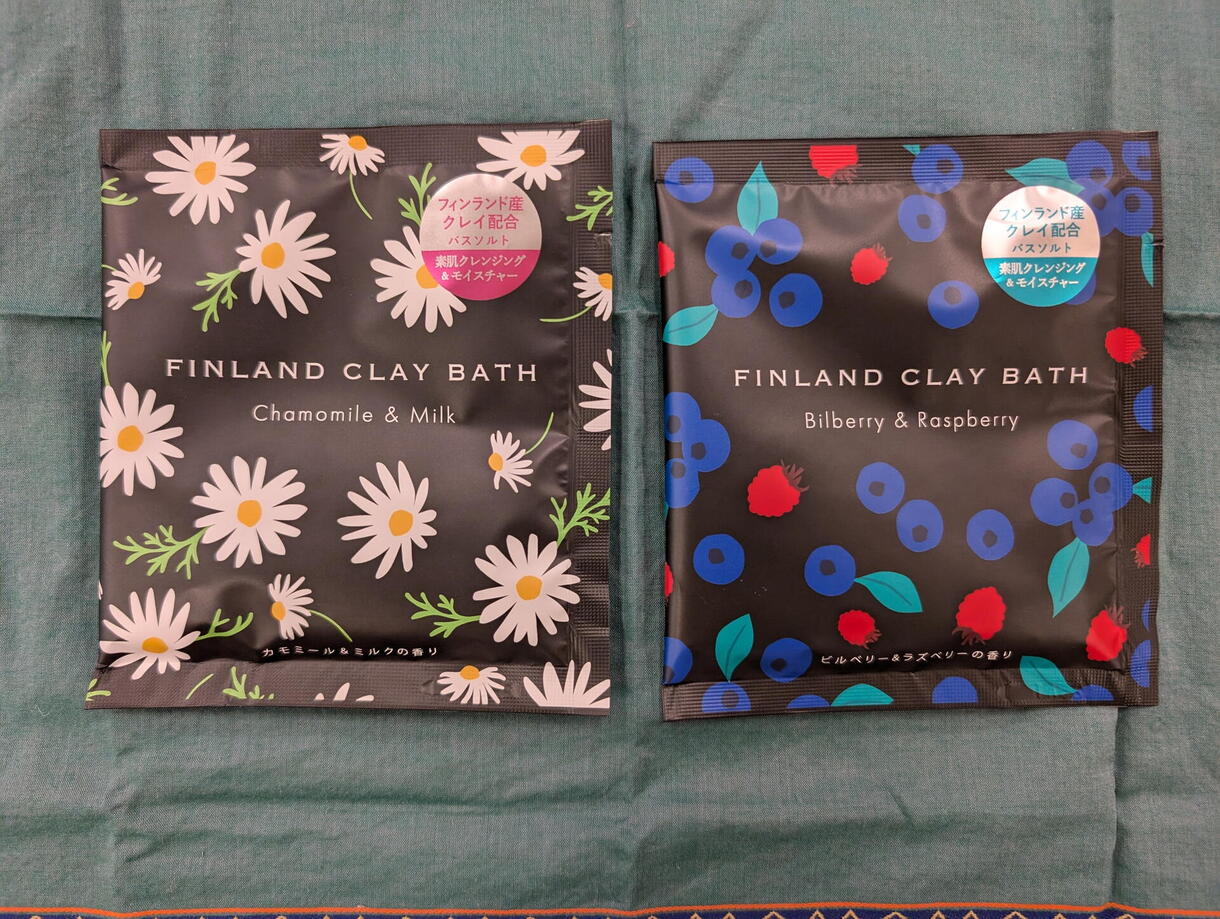 フィンランド産
クレイ配合
バスソルト
素肌クレンジング
&モイスチャー
FINLAND CLAY BATH
Chamomile & Milk
カモミール&ミルクの香り
フィンランド産
クレイ配合
バスソルト
素肌クレンジング
&モイスチャー
FINLAND CLAY BATH
Bilberry & Raspberry
ビルベリー&ラズベリーの香り